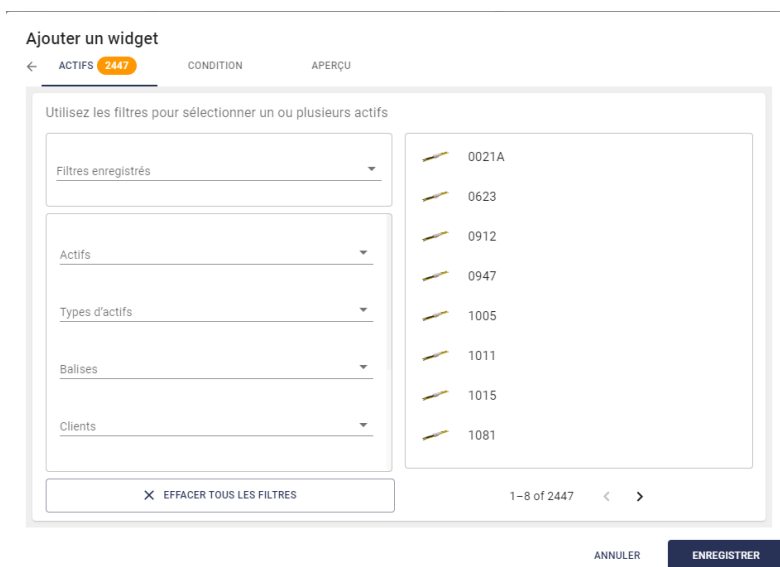 Ajouter un widget
ACTIFS 2447 CONDITION APERÇU
Utilisez les filtres pour sélectionner un ou plusieurs actifs
Filtres enregistrés
Actifs
Types d'actifs
Balises
Clients
EFFACER TOUS LES FILTRES
0021A
0623
0912
0947
1005
1011
1015
1081
1–8 of 2447
ANNULER ENREGISTRER